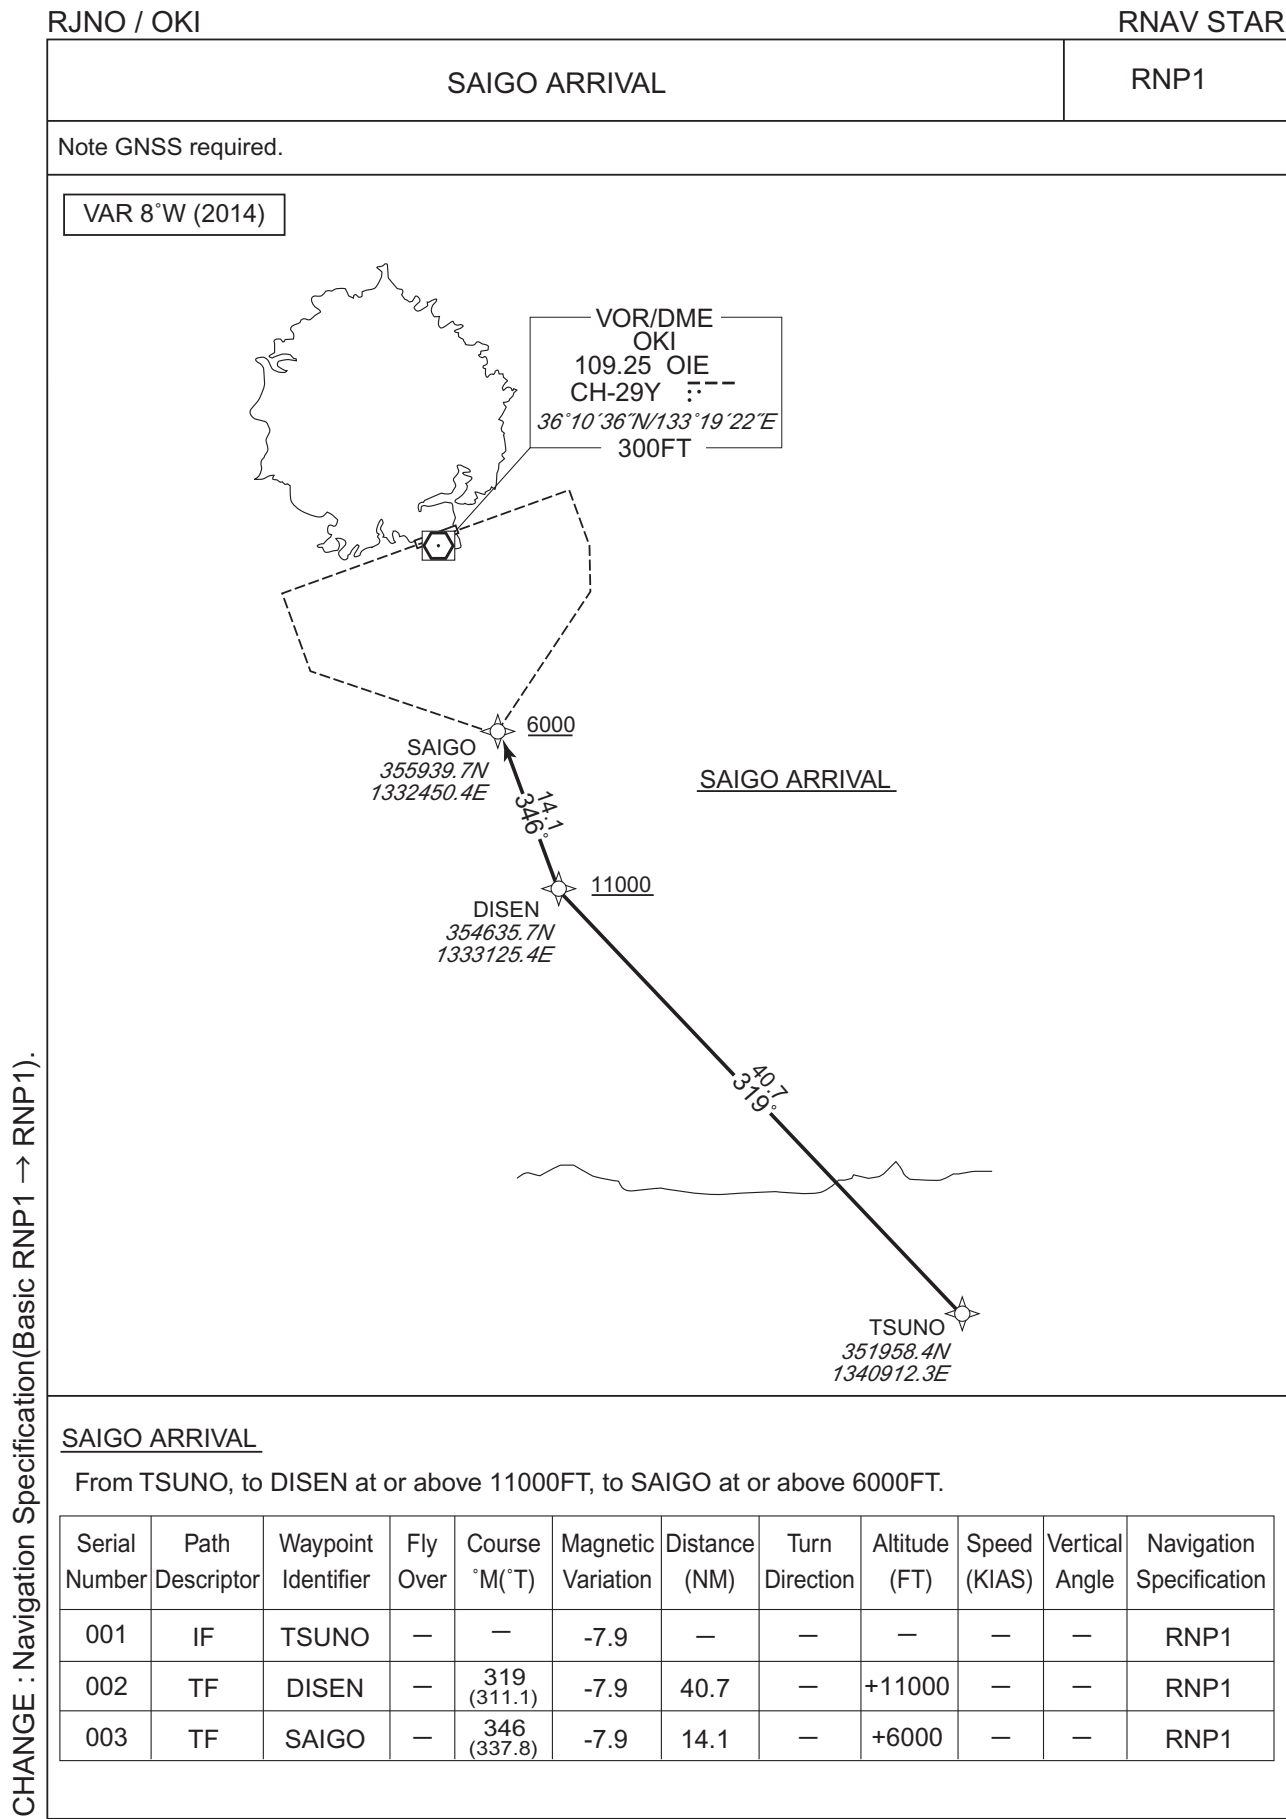 RJNO / OKI
RNAV STAR
SAIGO ARRIVAL
RNP1
Note GNSS required.
VAR 8˚W (2014)
VOR/DME
OKI
109.25 OIE
CH-29Y
36˚10´36˝N/133˚19´22˝E
300FT
6000
SAIGO
355939.7N
1332450.4E
SAIGO ARRIVAL
14.1
346˚
11000
DISEN
354635.7N
1333125.4E
40.7
319˚
TSUNO
351958.4N
1340912.3E
CHANGE : Navigation Specification(Basic RNP1 → RNP1).
SAIGO ARRIVAL
From TSUNO, to DISEN at or above 11000FT, to SAIGO at or above 6000FT.
Serial Path Waypoint Fly Course Magnetic Distance Turn Altitude Speed Vertical Navigation
Number Descriptor Identifier Over ˚M(˚T) Variation (NM) Direction (FT) (KIAS) Angle Specification
001 IF TSUNO — — -7.9 — — — — — RNP1
002 TF DISEN — 319 (311.1) -7.9 40.7 — +11000 — — RNP1
003 TF SAIGO — 346 (337.8) -7.9 14.1 — +6000 — — RNP1